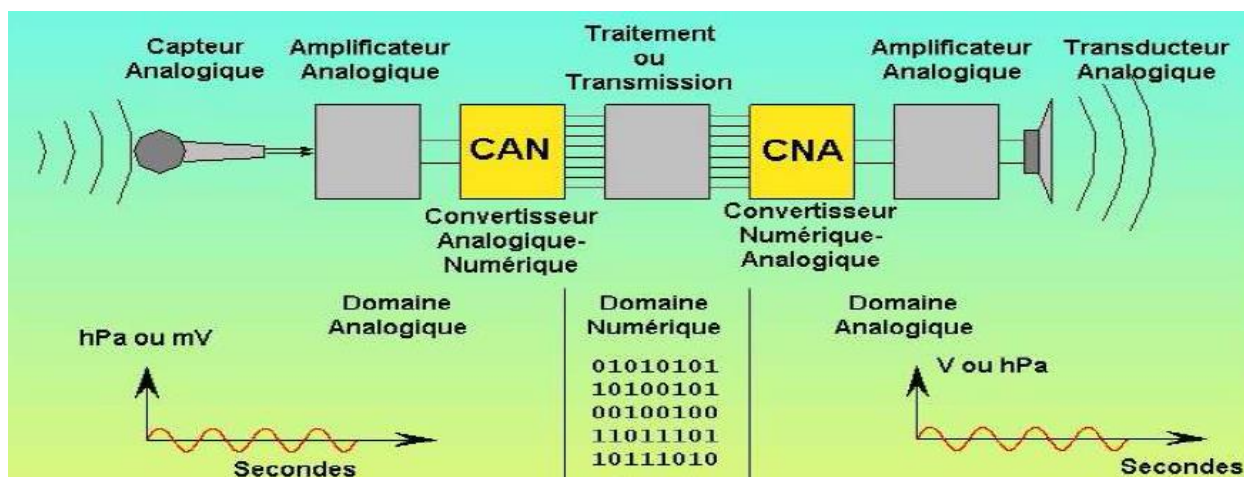 Capteur
Analogique
Amplificateur
Analogique
Traitement
ou
Transmission
Amplificateur
Analogique
Transducteur
Analogique
CAN
CNA
Convertisseur
Analogique-
Numérique
Convertisseur
Numérique-
Analogique
Domaine
Analogique
Domaine
Numérique
Domaine
Analogique
hPa ou mV
Secondes
01010101
10100101
00100100
11011101
10111010
V ou hPa
Secondes